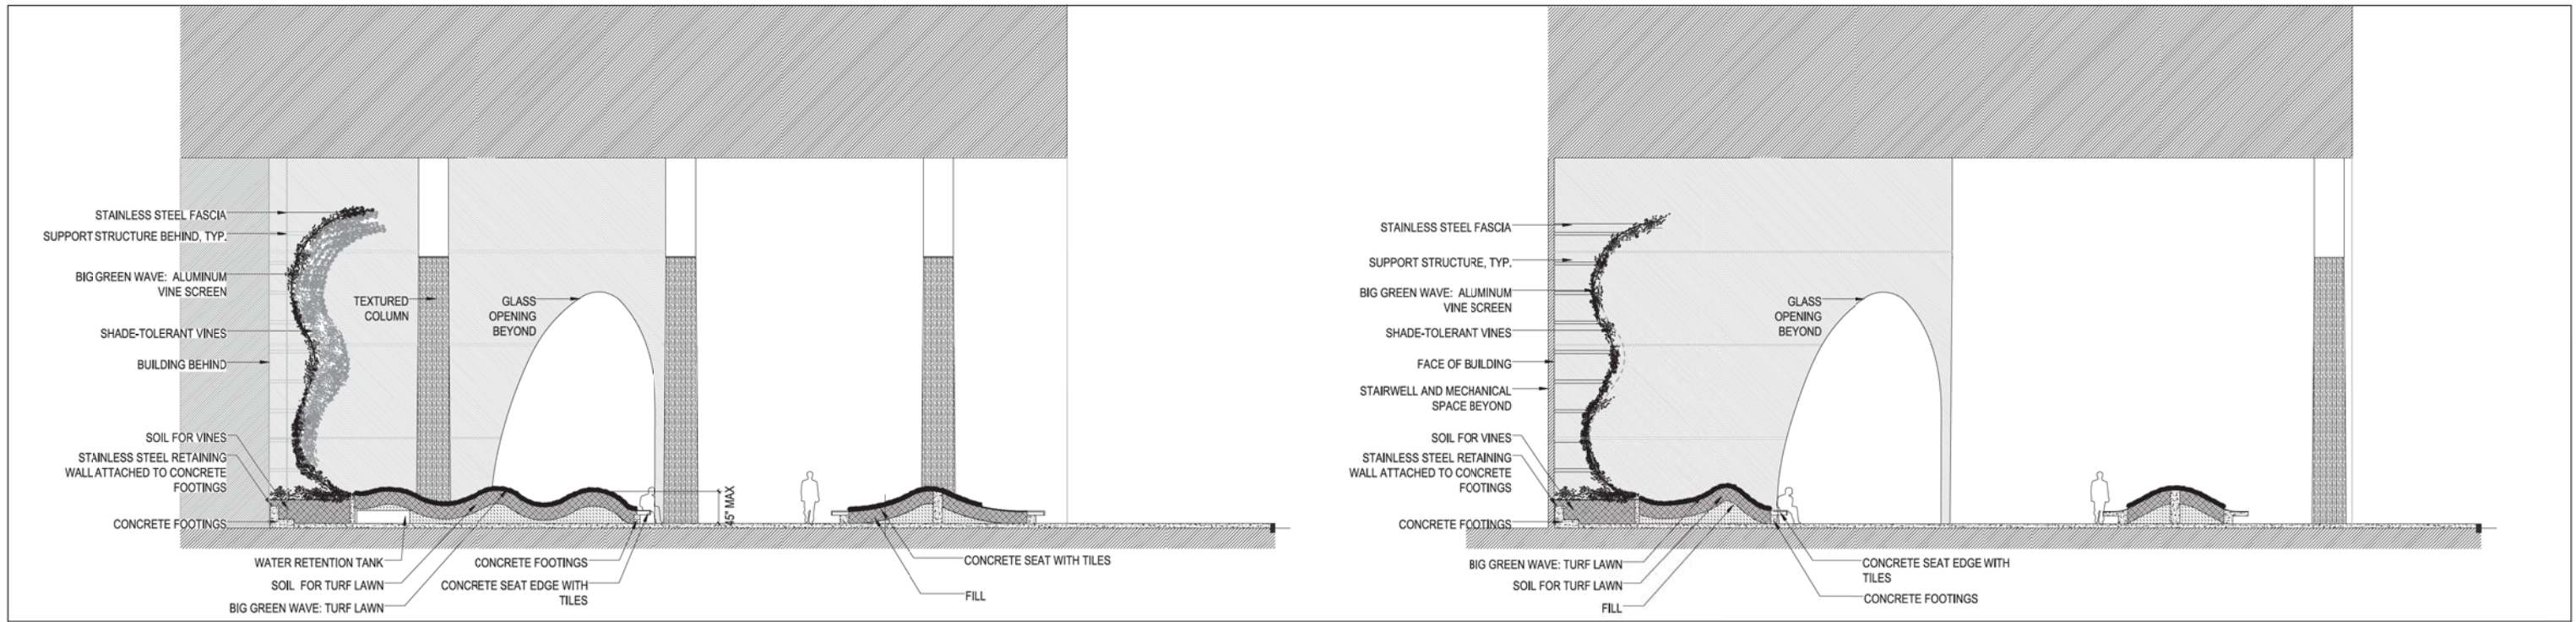 STAINLESS STEEL FASCIA
SUPPORT STRUCTURE BEHIND, TYP.
BIG GREEN WAVE: ALUMINUM
VINE SCREEN
TEXTURED
COLUMN
GLASS
OPENING
BEYOND
SHADE-TOLERANT VINES
BUILDING BEHIND
SOIL FOR VINES
STAINLESS STEEL RETAINING
WALL ATTACHED TO CONCRETE
FOOTINGS
CONCRETE FOOTINGS
45" MAX
WATER RETENTION TANK
SOIL FOR TURF LAWN
BIG GREEN WAVE: TURF LAWN
CONCRETE FOOTINGS
CONCRETE SEAT EDGE WITH
TILES
CONCRETE SEAT WITH TILES
FILL
STAINLESS STEEL FASCIA
SUPPORT STRUCTURE, TYP.
BIG GREEN WAVE: ALUMINUM
VINE SCREEN
GLASS
OPENING
BEYOND
SHADE-TOLERANT VINES
FACE OF BUILDING
STAIRWELL AND MECHANICAL
SPACE BEYOND
SOIL FOR VINES
STAINLESS STEEL RETAINING
WALL ATTACHED TO CONCRETE
FOOTINGS
CONCRETE FOOTINGS
BIG GREEN WAVE: TURF LAWN
SOIL FOR TURF LAWN
FILL
CONCRETE SEAT EDGE WITH
TILES
CONCRETE FOOTINGS